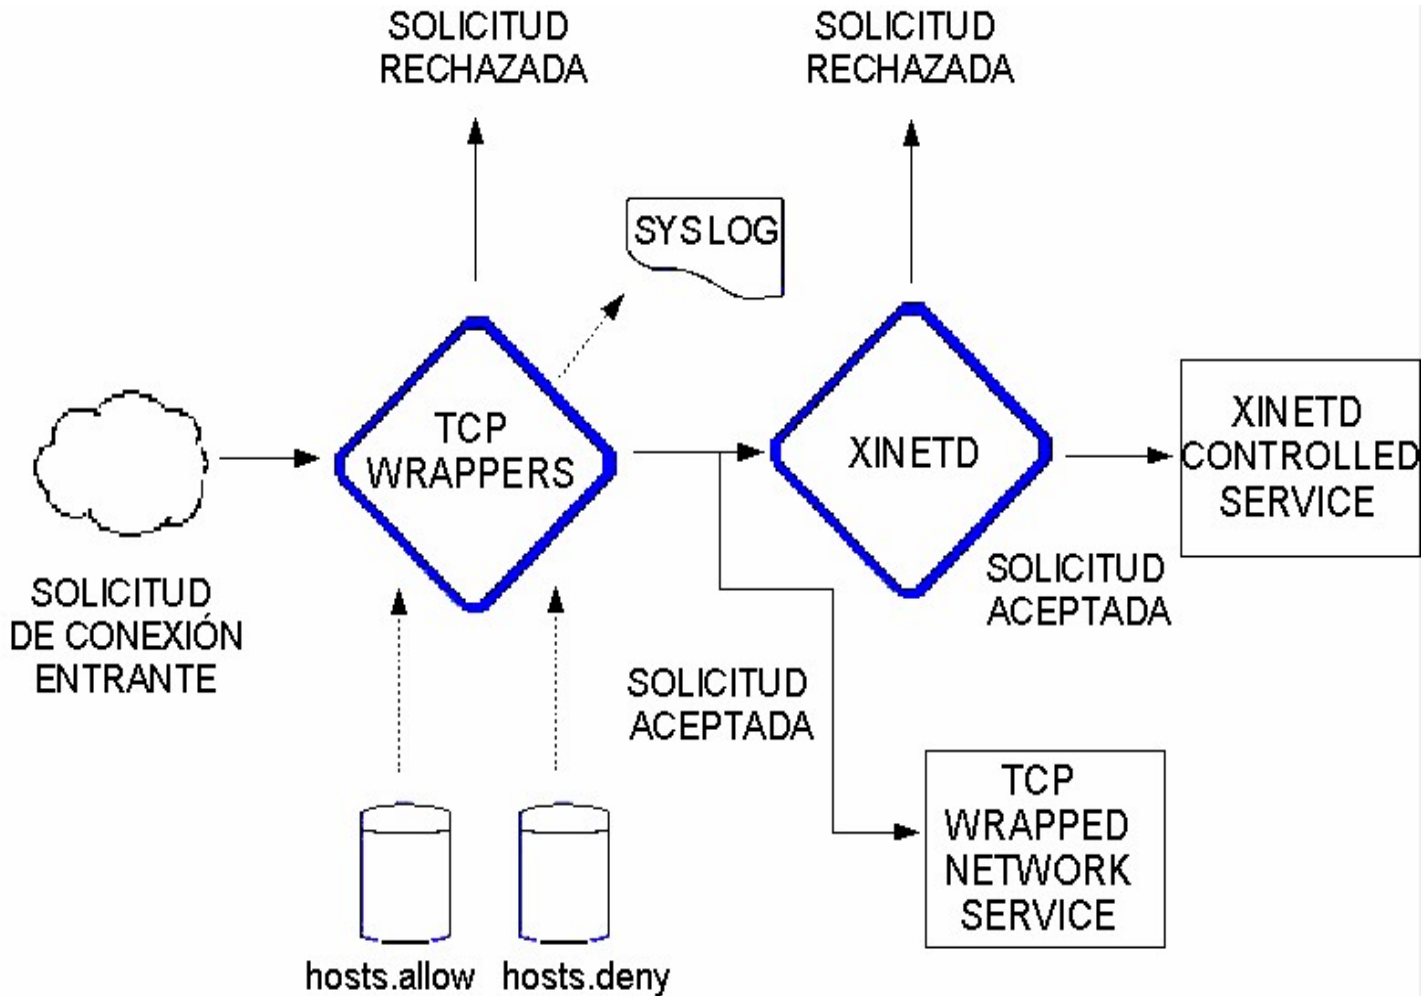 SOLICITUD
RECHAZADA
SOLICITUD
RECHAZADA
SYSLOG
TCP
WRAPPERS
XINETD
XINETD
CONTROLLED
SERVICE
SOLICITUD
DE CONEXIÓN
ENTRANTE
SOLICITUD
ACEPTADA
SOLICITUD
ACEPTADA
TCP
WRAPPED
NETWORK
SERVICE
hosts.allow
hosts.deny